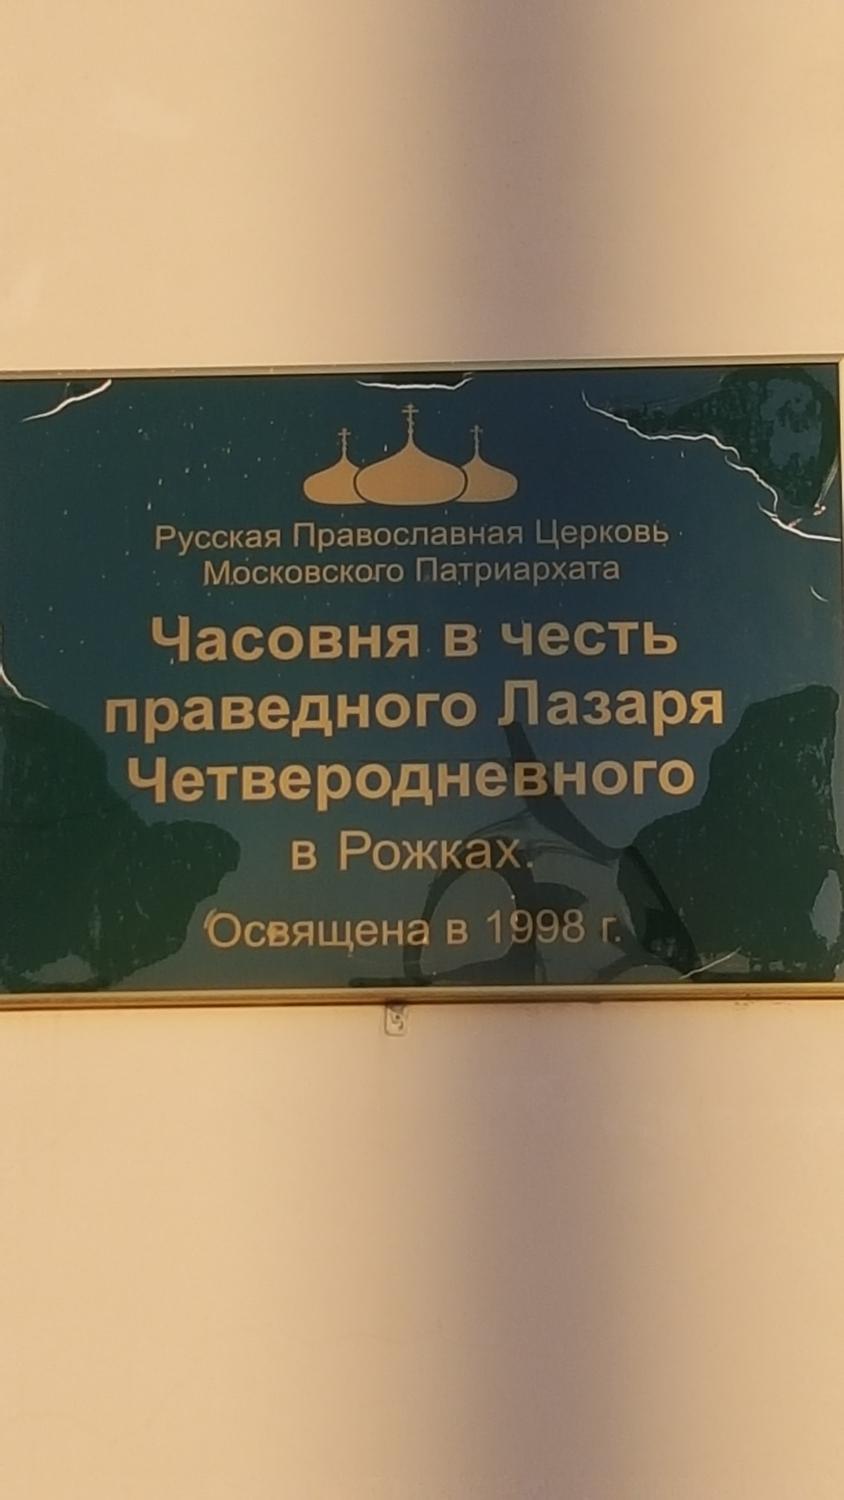 Русская Православная Церковь
Московского Патриархата
Часовня в честь
праведного Лазаря
Четверодневного
в Рожках.
Освящена в 1998 г.